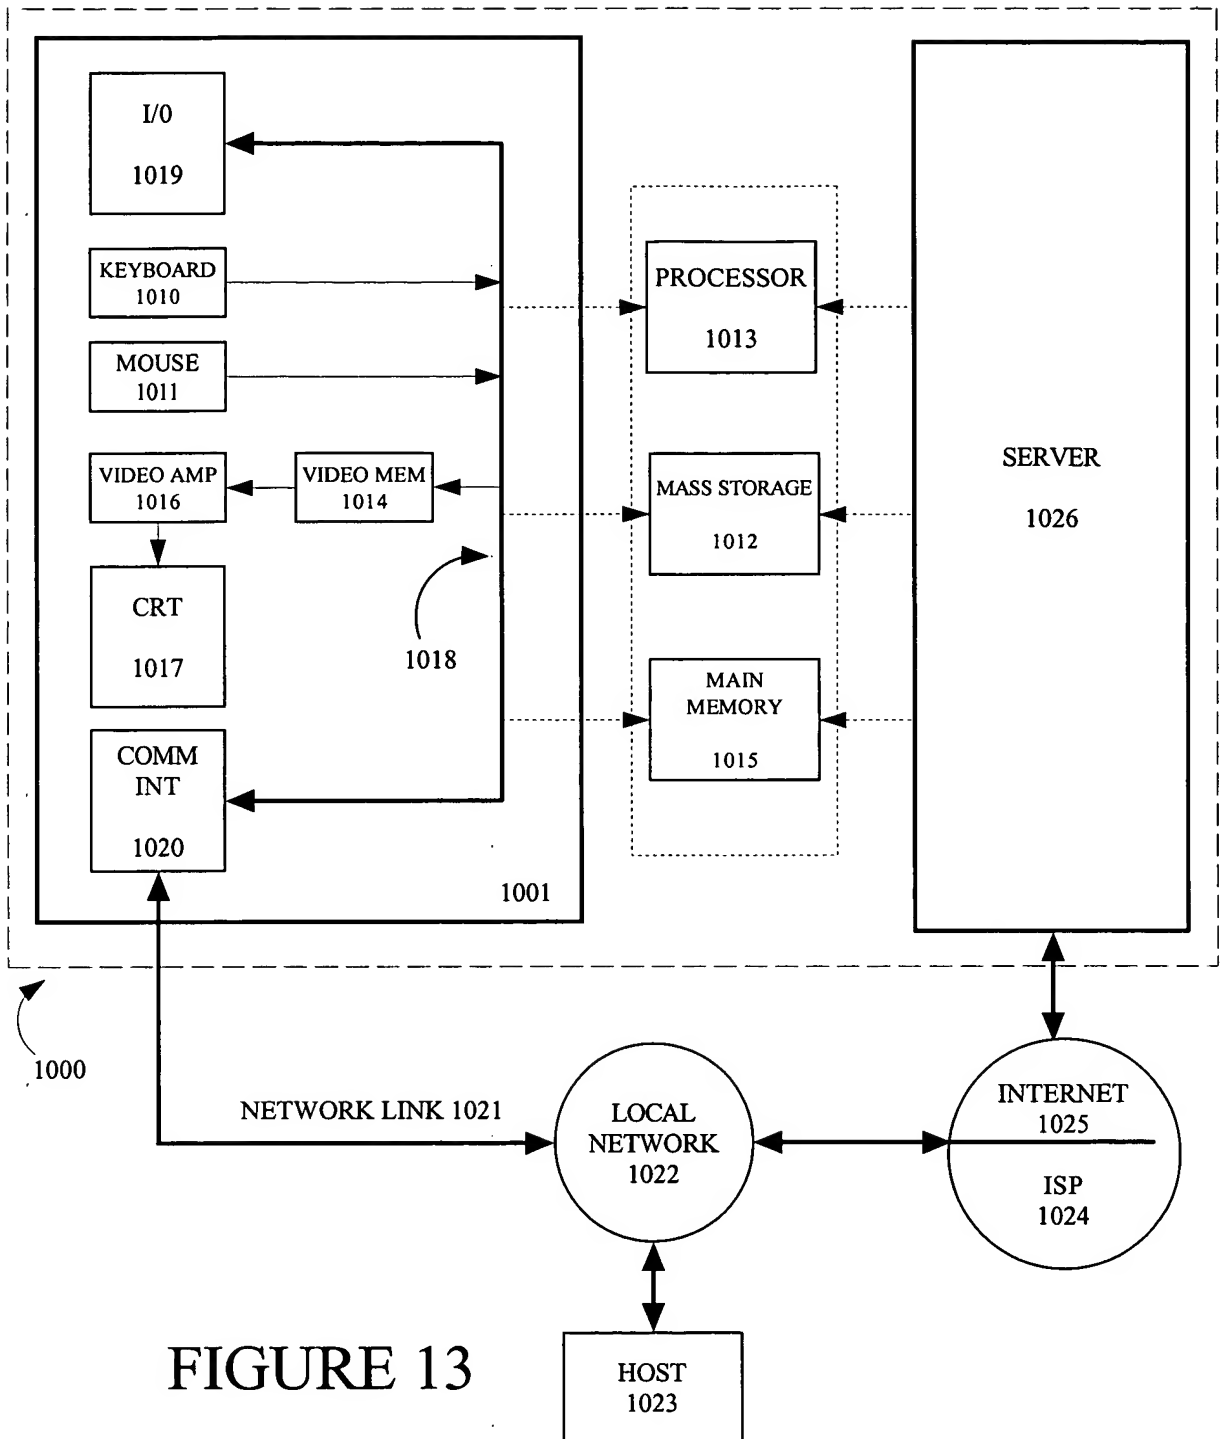 I/0
1019
KEYBOARD
1010
MOUSE
1011
VIDEO AMP
1016
VIDEO MEM
1014
CRT
1017
1018
COMM
INT
1020
1001
PROCESSOR
1013
MASS STORAGE
1012
MAIN
MEMORY
1015
SERVER
1026
1000
NETWORK LINK 1021
LOCAL
NETWORK
1022
INTERNET
1025
ISP
1024
HOST
1023
FIGURE 13